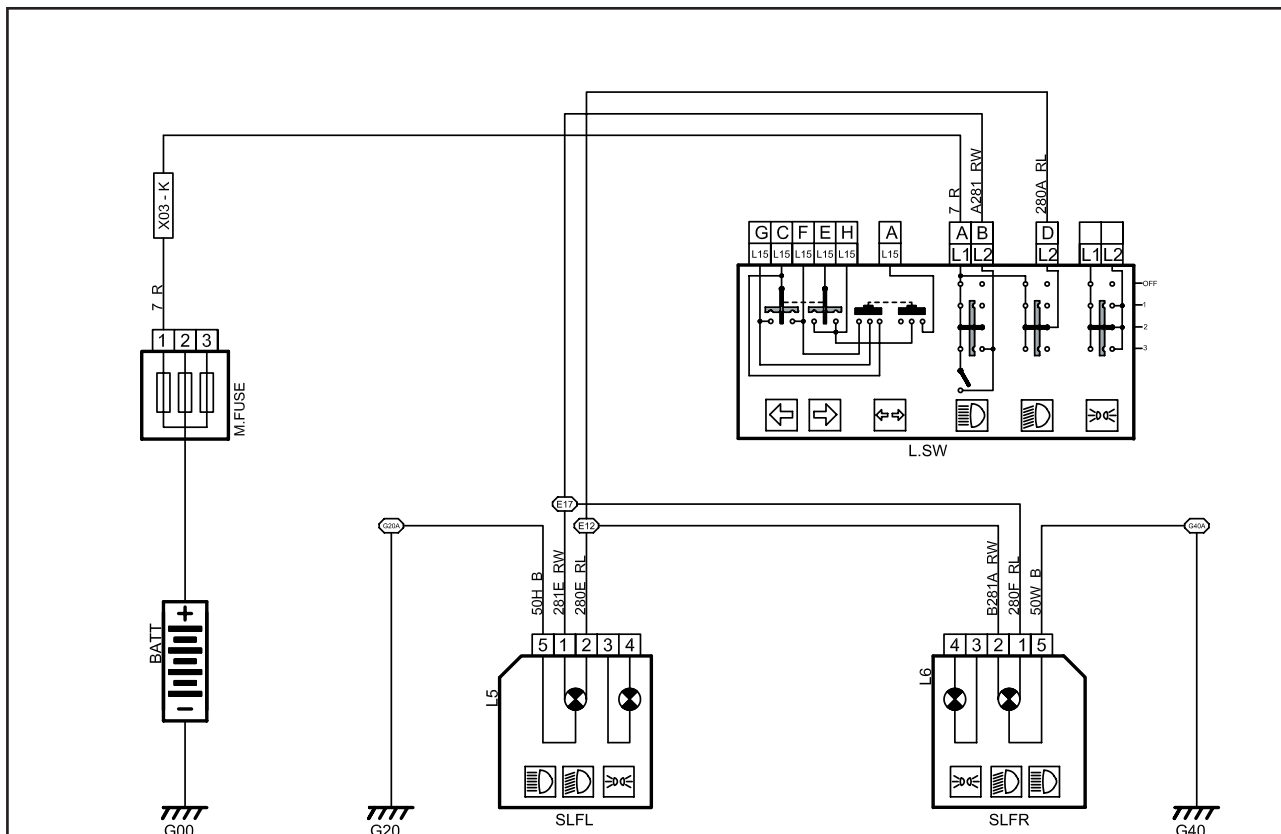 7 R
A281 RW
280A RL
X03 - K
G C F E H A A B D
L15 L15 L15 L15 L15 L15 L1 L2 L2 L1 L2
OFF
1
2
3
7 R
1 2 3
M.FUSE
L.SW
E17
G20A
E12
G40A
50H B
281E RW
280E RL
B281A RW
280F RL
50W B
BATT
+
-
5 1 2 3 4
L5
4 3 2 1 5
L6
SLFL
SLFR
G00
G20
G40